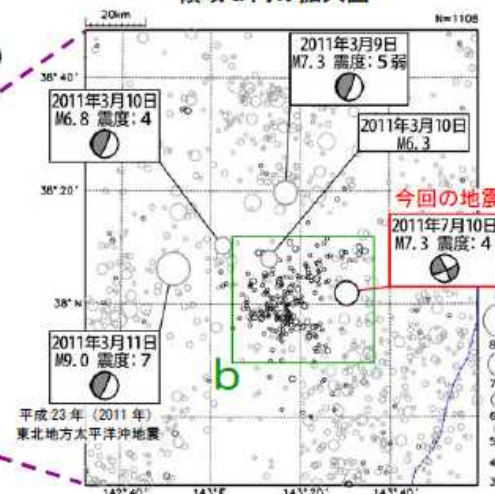 20km
N=1108
2011年3月9日
M7.3 震度:5弱
2011年3月10日
M6.8 震度:4
2011年3月10日
M6.3
今回の地震
2011年7月10日
M7.3 震度:4
2011年3月11日
M9.0 震度:7
平成23年(2011年)
東北地方太平洋沖地震
b
38°40'
38°20'
38°N
142°40'
143°20'
143°40'